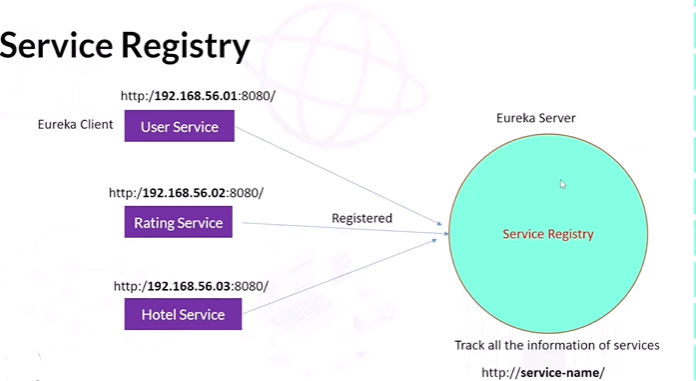 Service Registry
http:/192.168.56.01:8080/
Eureka Client
User Service
http:/192.168.56.02:8080/
Rating Service
http:/192.168.56.03:8080/
Hotel Service
Registered
Eureka Server
Service Registry
Track all the information of services
http://service-name/